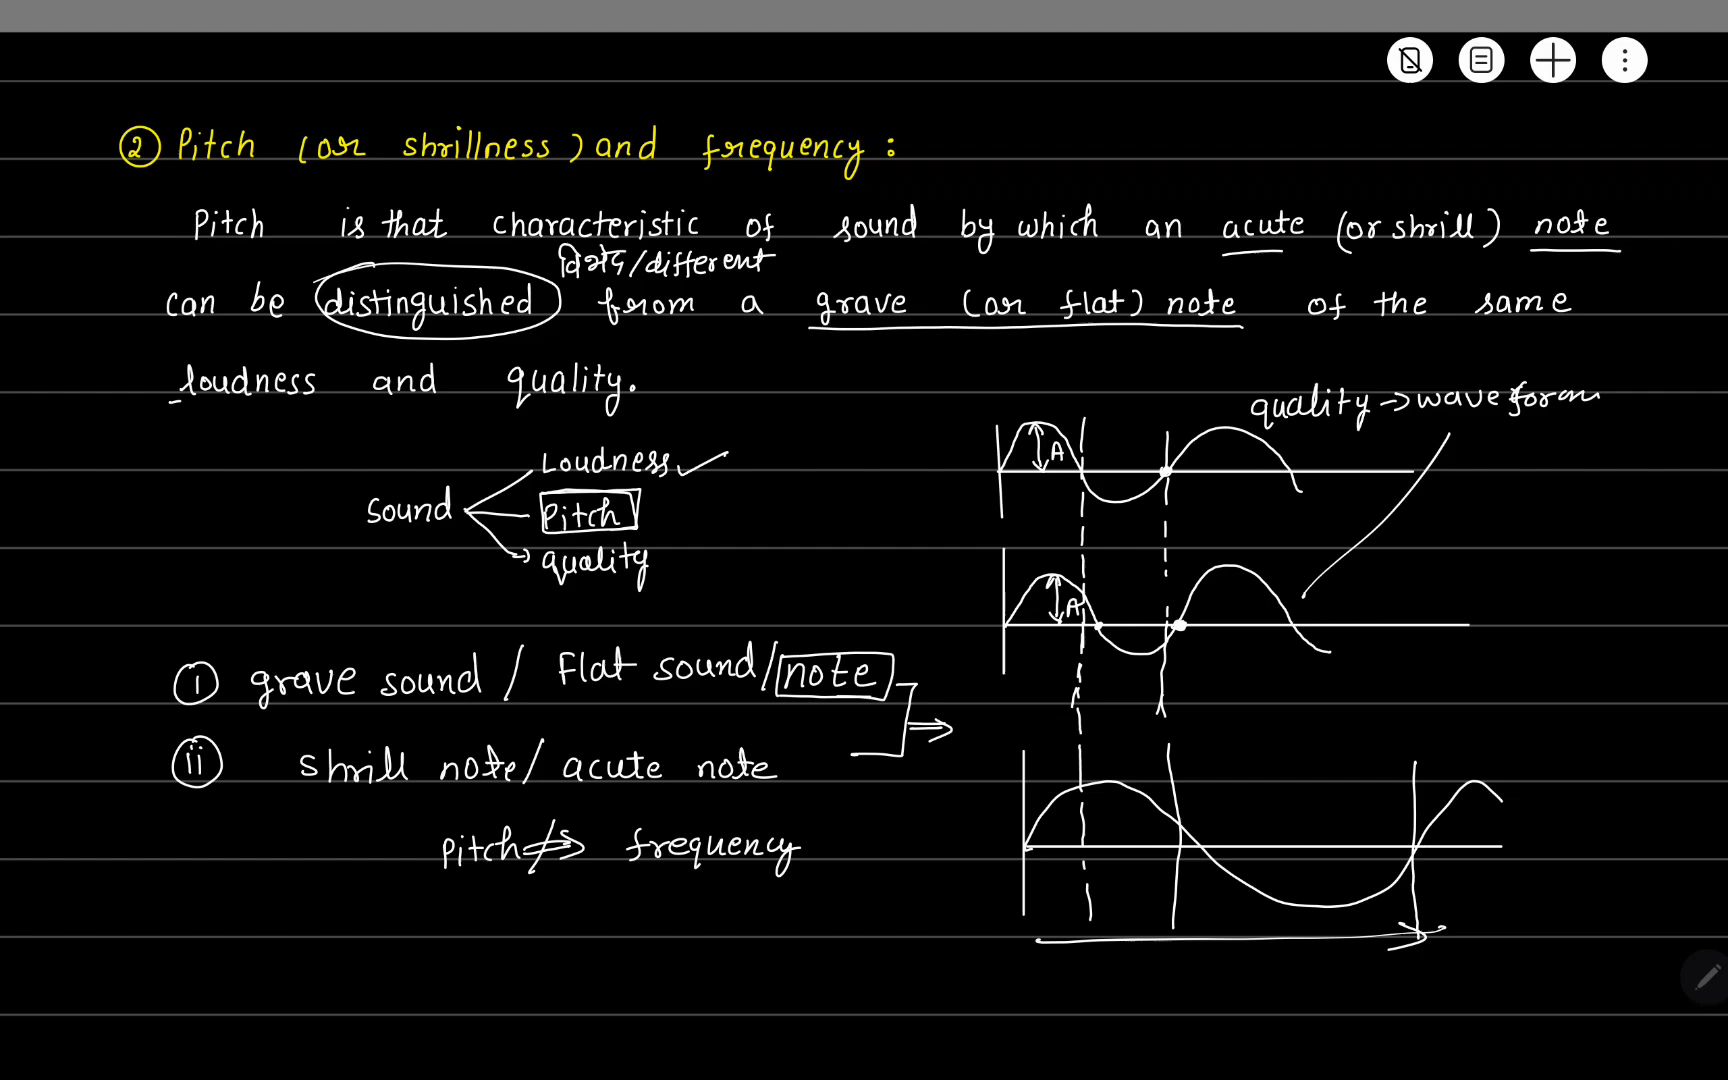 ② Pitch (or shrillness) and frequency :
Pitch is that characteristic of sound by which an acute (or shrill) note
/different
can be distinguished from a grave (or flat) note of the same
loudness and quality.
quality → wave form
A
Sound
Loudness
Pitch
quality
A
i grave sound / Flat sound / note
ii shrill note / acute note
Pitch ⇒ frequency